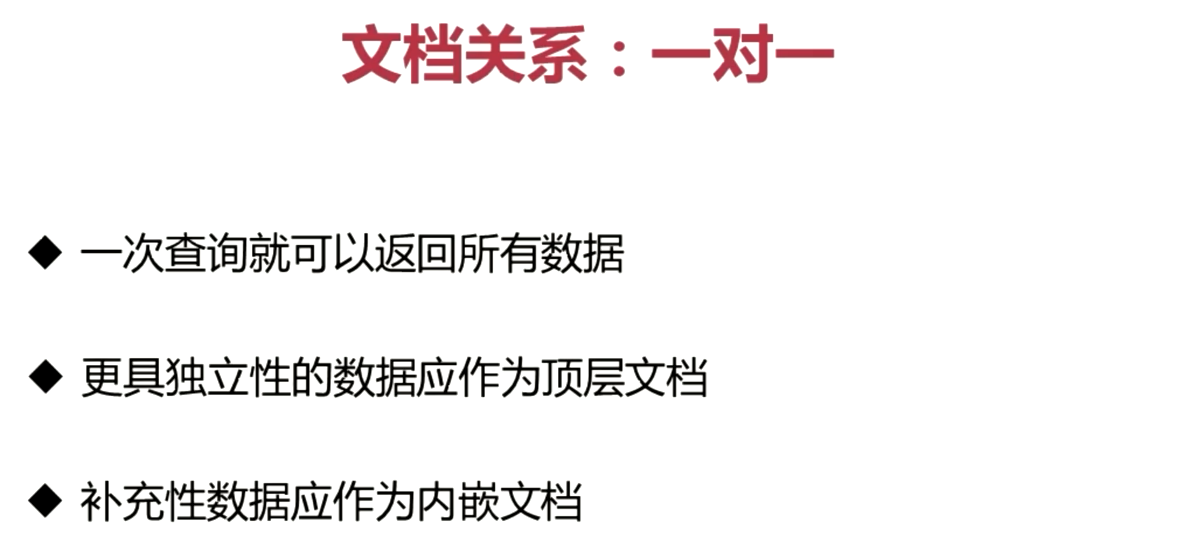 文档关系：一对一
◆ 一次查询就可以返回所有数据
◆ 更具独立性的数据应作为顶层文档
◆ 补充性数据应作为内嵌文档